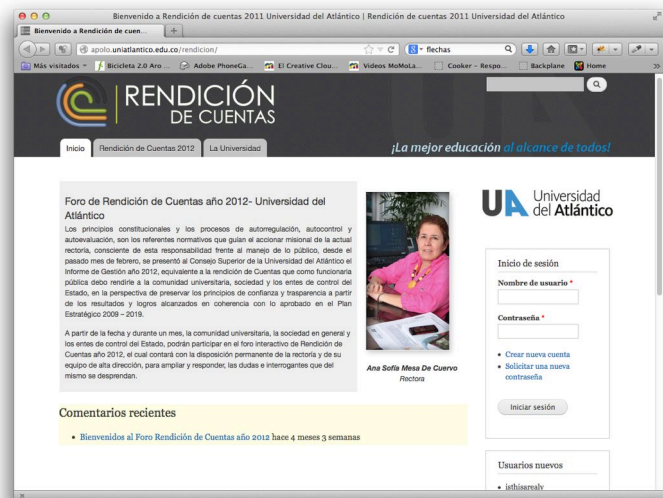 Bienvenido a Rendición de cuentas 2011 Universidad del Atlántico | Rendición de cuentas 2011 Universidad del Atlántico
Bienvenido a Rendición de cuen...
apolo.uniatlantico.edu.co/rendicion/
flechas
Más visitados
Bicicleta 2.0 Aro ...
Adobe PhoneGa...
El Creative Clou...
Videos MoMoLa...
Cooker – Respo...
Backplane
Home
RENDICIÓN
DE CUENTAS
Inicio
Rendición de Cuentas 2012
La Universidad
¡La mejor educación al alcance de todos!
Foro de Rendición de Cuentas año 2012- Universidad del
Atlántico
Los principios constitucionales y los procesos de autorregulación, autocontrol y
autoevaluación, son los referentes normativos que guían el accionar misional de la actual
rectoría, consciente de esta responsabilidad frente al manejo de lo público, desde el
pasado mes de febrero, se presentó al Consejo Superior de la Universidad del Atlántico el
Informe de Gestión año 2012, equivalente a la rendición de Cuentas que como funcionaria
pública debo rendirle a la comunidad universitaria, sociedad y los entes de control del
Estado, en la perspectiva de preservar los principios de confianza y trasparencia a partir
de los resultados y logros alcanzados en coherencia con lo aprobado en el Plan
Estratégico 2009 – 2019.
A partir de la fecha y durante un mes, la comunidad universitaria, la sociedad en general y
los entes de control del Estado, podrán participar en el foro interactivo de Rendición de
Cuentas año 2012, el cual contará con la disposición permanente de la rectoría y de su
equipo de alta dirección, para ampliar y responder, las dudas e interrogantes que del
mismo se desprendan.
Ana Sofía Mesa De Cuervo
Rectora
Comentarios recientes
Bienvenidos al Foro Rendición de Cuentas año 2012 hace 4 meses 3 semanas
UA Universidad
del Atlántico
Inicio de sesión
Nombre de usuario *
Contraseña *
Crear nueva cuenta
Solicitar una nueva
contraseña
Iniciar sesión
Usuarios nuevos
isthisarealy